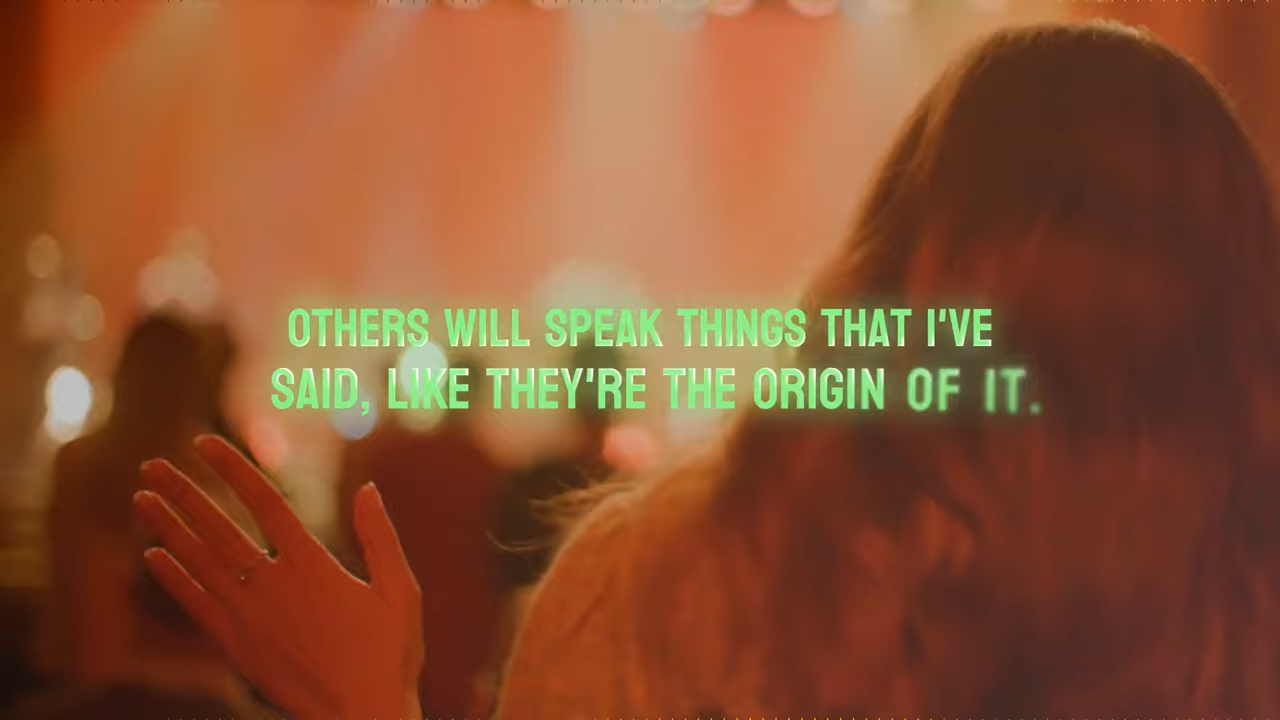 OTHERS WILL SPEAK THINGS THAT I'VE
SAID, LIKE THEY'RE THE ORIGIN OF IT.